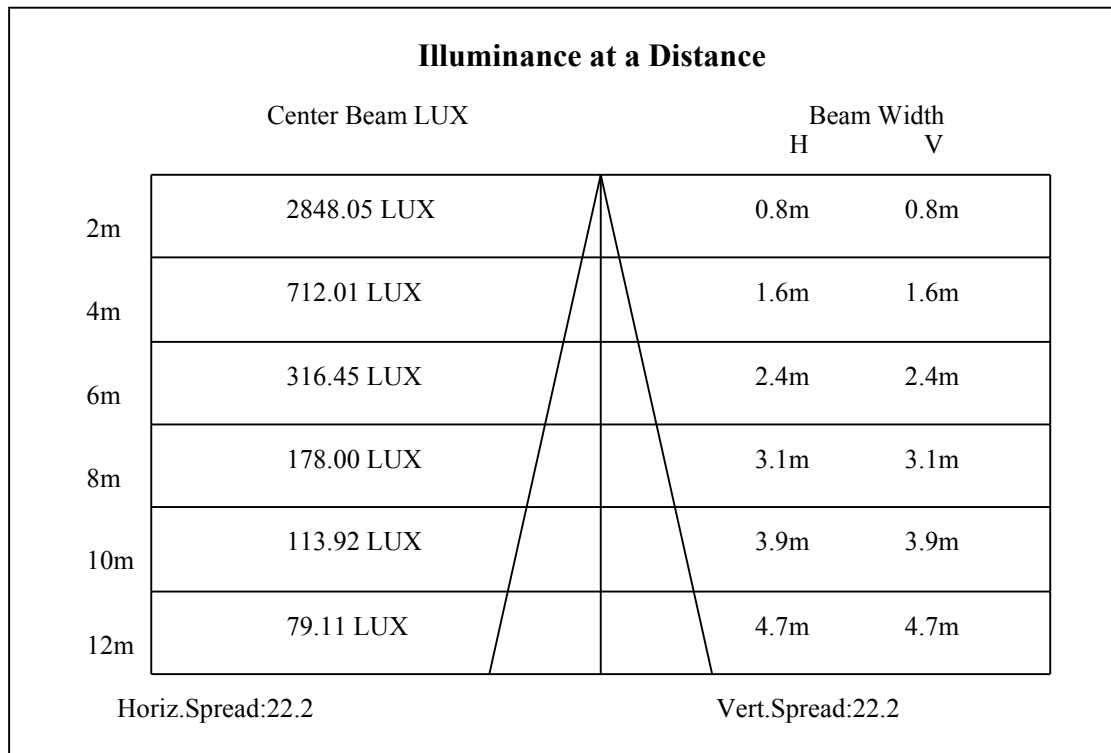 Illuminance at a Distance
Center Beam LUX Beam Width
H V
2m 2848.05 LUX 0.8m 0.8m
4m 712.01 LUX 1.6m 1.6m
6m 316.45 LUX 2.4m 2.4m
8m 178.00 LUX 3.1m 3.1m
10m 113.92 LUX 3.9m 3.9m
12m 79.11 LUX 4.7m 4.7m
Horiz.Spread:22.2 Vert.Spread:22.2